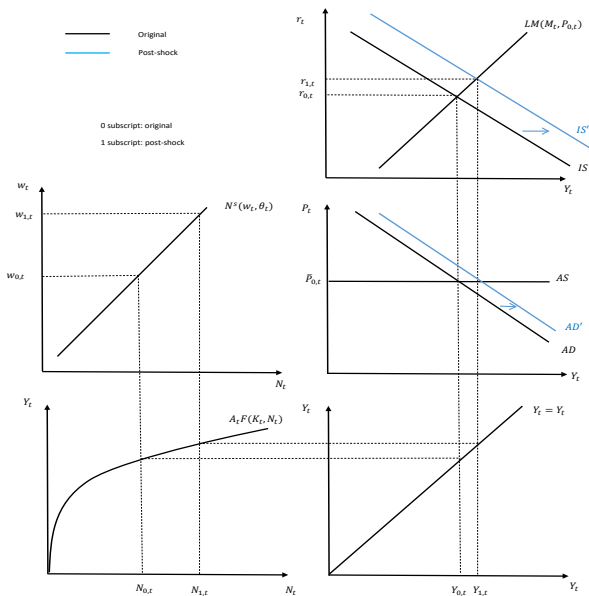 Original
Post-shock
0 subscript: original
1 subscript: post-shock
r_t
LM(M_t, P_{0,t})
r_{1,t}
r_{0,t}
IS'
IS
Y_t
w_t
w_{1,t}
w_{0,t}
N^s(w_t, θ_t)
N_t
P_t
P̄_{0,t}
AS
AD'
AD
Y_t
Y_t
A_tF(K_t, N_t)
N_{0,t}
N_{1,t}
N_t
Y_t
Y_t = Y_t
Y_{0,t}
Y_{1,t}
Y_t